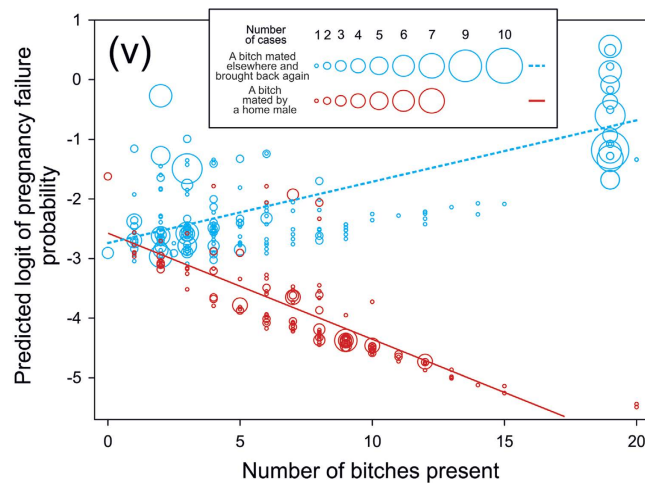 (v)
Number
of cases
1 2 3 4 5 6 7 9 10
A bitch mated
elsewhere and
brought back again
A bitch
mated by
a home male
Predicted logit of pregnancy failure
probability
1
0
-1
-2
-3
-4
-5
0 5 10 15 20
Number of bitches present